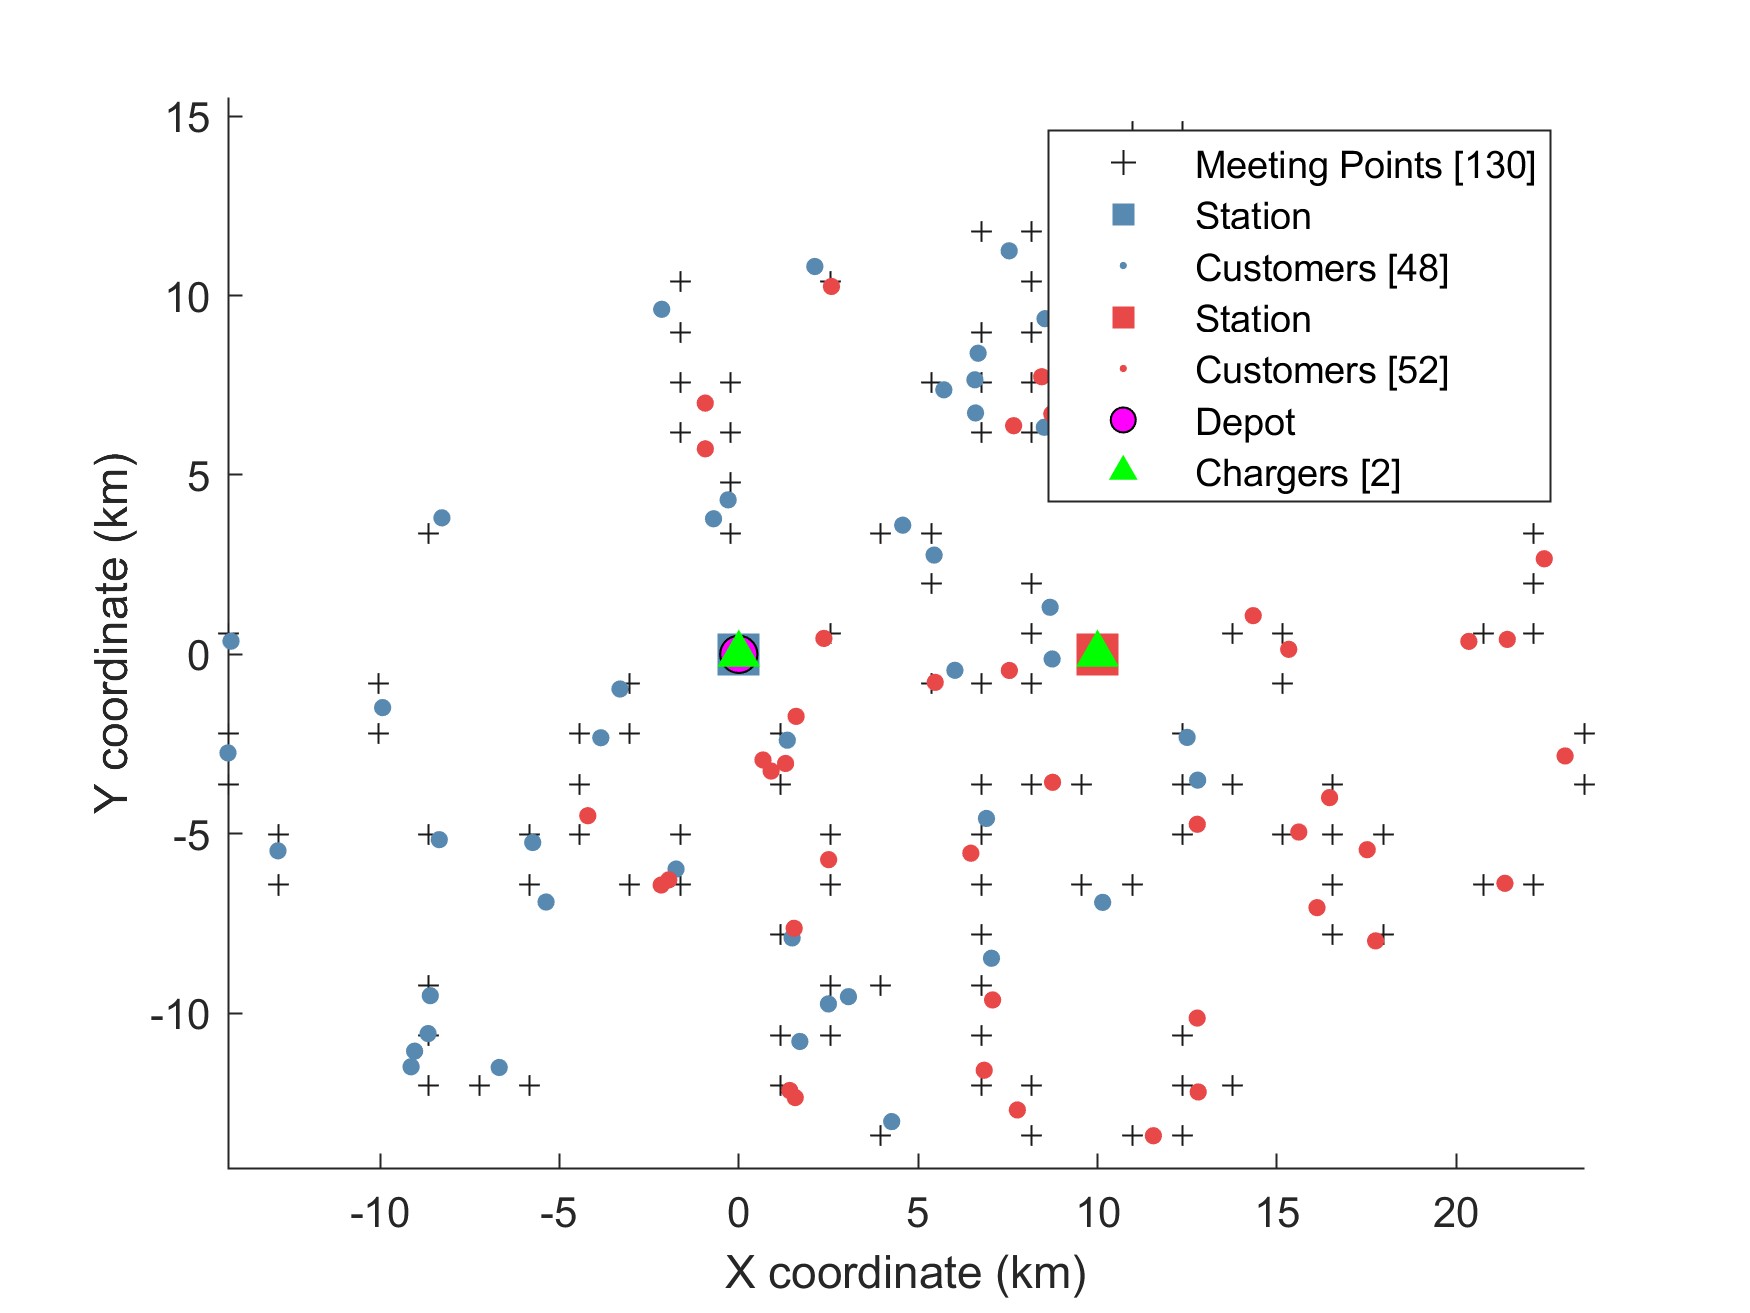 15
10
5
0
-5
-10
Y coordinate (km)
Meeting Points [130]
Station
Customers [48]
Station
Customers [52]
Depot
Chargers [2]
-10 -5 0 5 10 15 20
X coordinate (km)